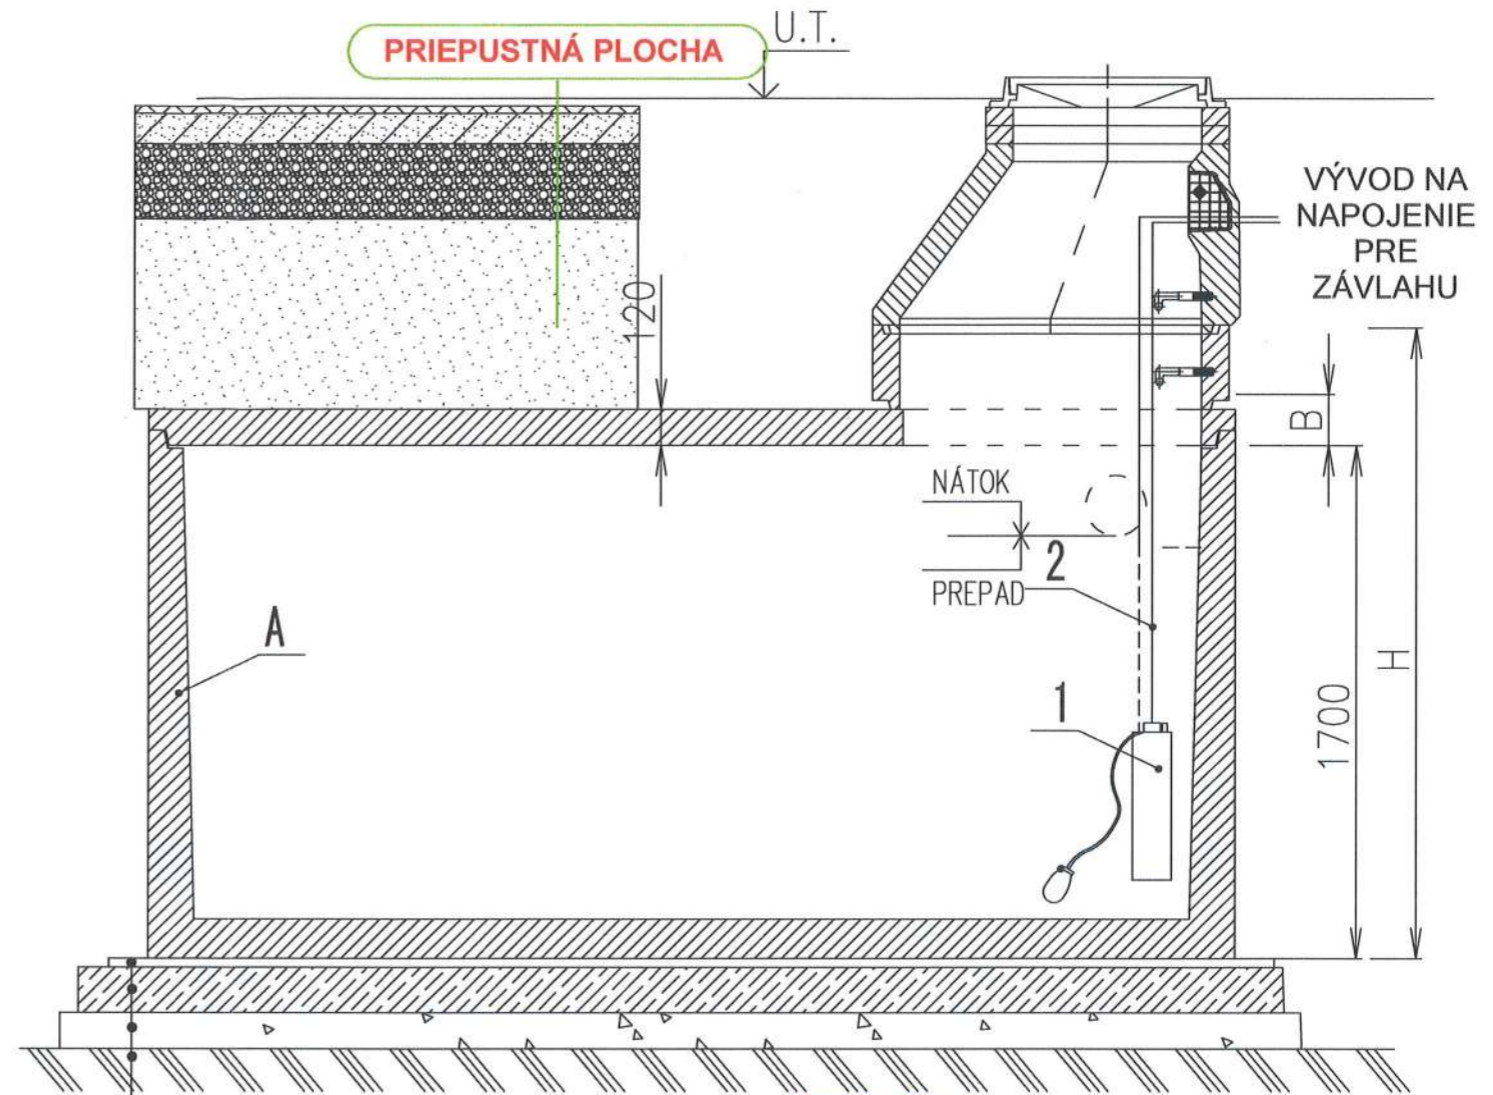 PRIEPUSTNÁ PLOCHA
U.T.
VÝVOD NA
NAPOJENIE
PRE
ZÁVLAHU
120
B
NÁTOK
2
PREPAD
A
H
1
1700